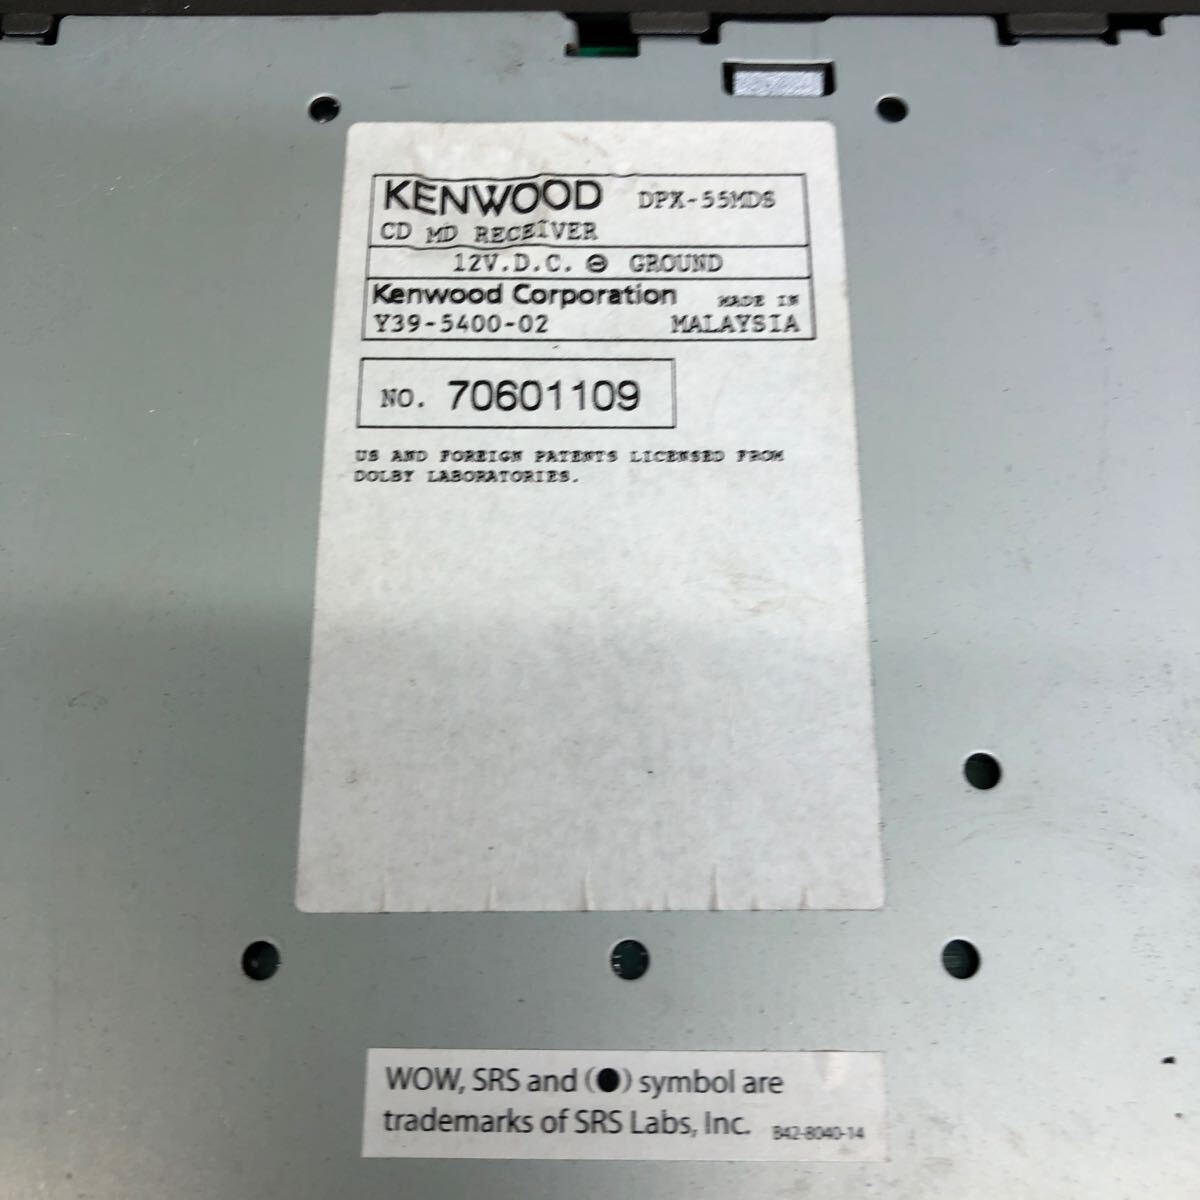 KENWOOD DPX-55MDS
CD MD RECEIVER
12V.D.C. ⊖ GROUND
Kenwood Corporation MADE IN
Y39-5400-02 MALAYSIA
NO. 70601109
US AND FOREIGN PATENTS LICENSED FROM
DOLBY LABORATORIES.
WOW, SRS and (●) symbol are
trademarks of SRS Labs, Inc. B42-8040-14